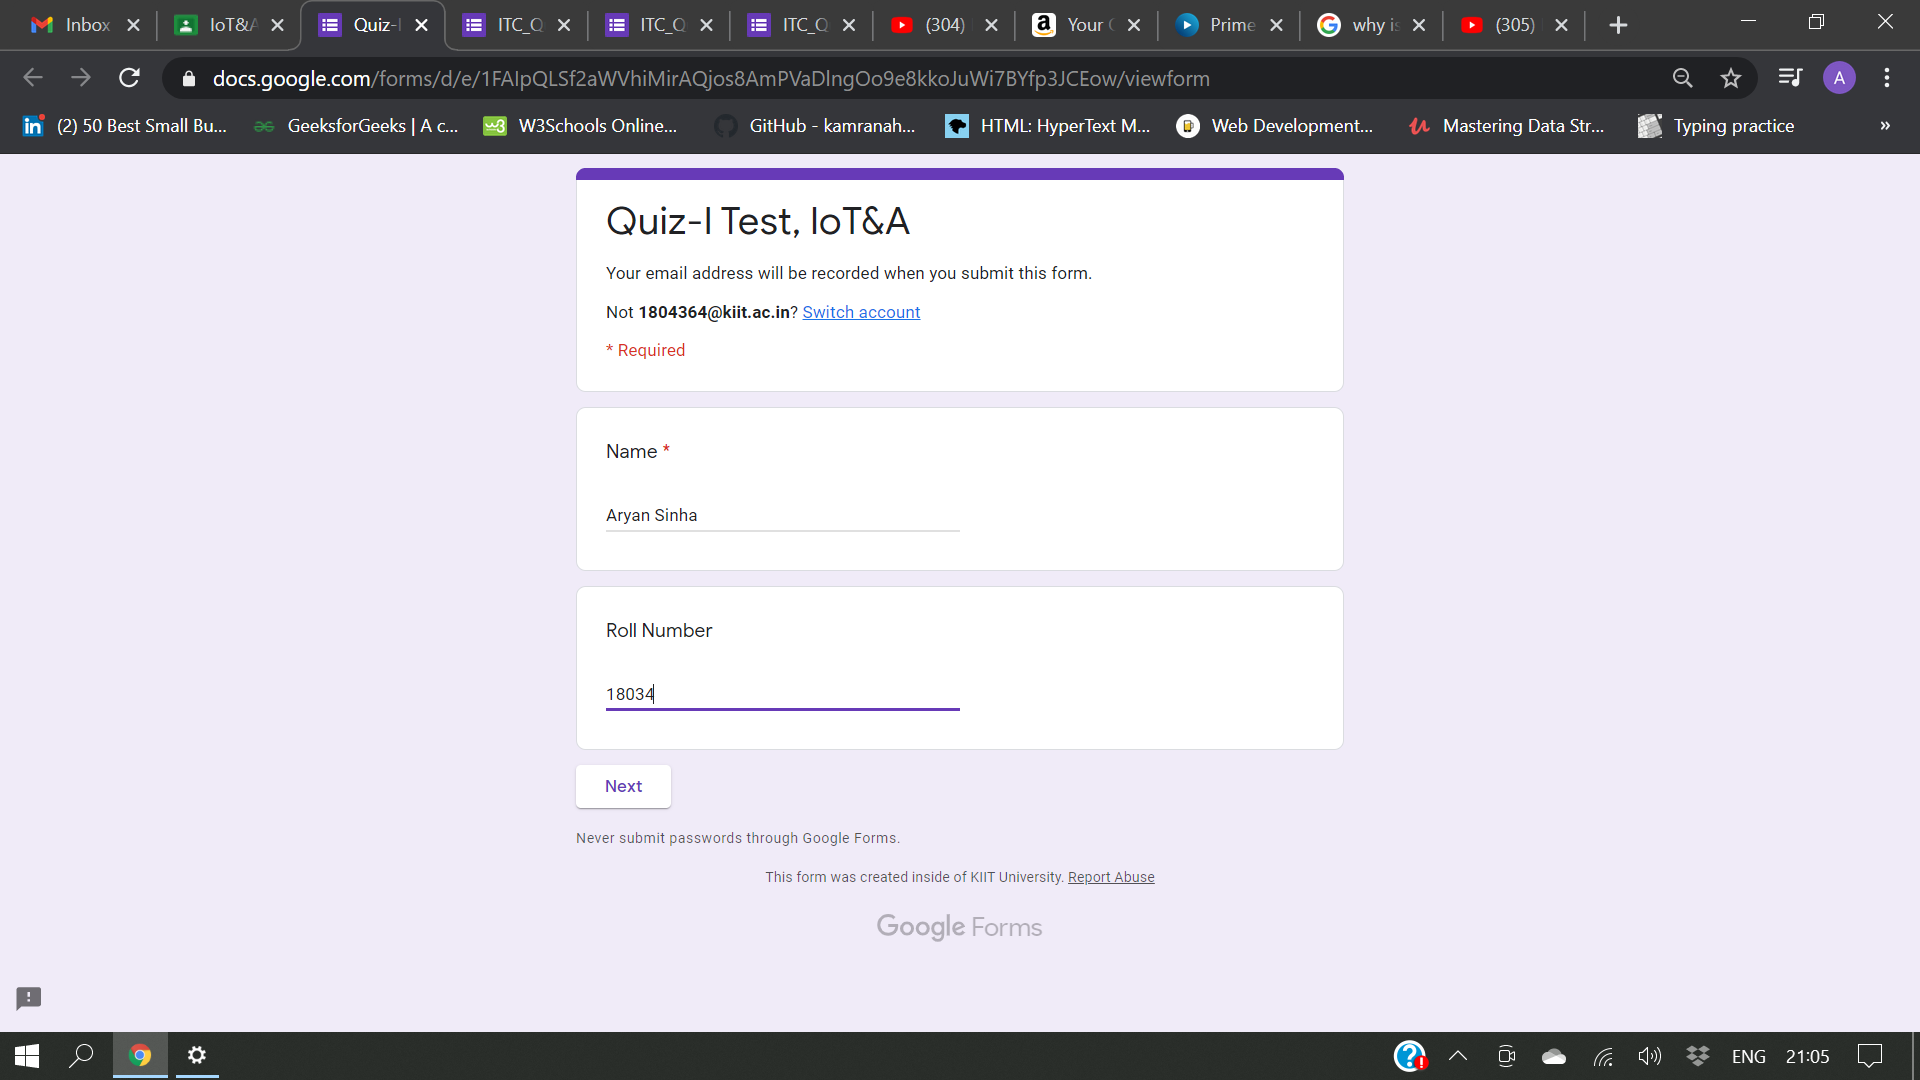 Inbox
IoT&A
Quiz-I
ITC_Q
ITC_Q
ITC_Q
(304)
Your
Prime
why is
(305)
docs.google.com/forms/d/e/1FAIpQLSf2aWVhiMirAQjos8AmPVaDIngOo9e8kkoJuWi7BYfp3JCEow/viewform
A
(2) 50 Best Small Bu...
GeeksforGeeks | A c...
W3Schools Online...
GitHub - kamranah...
HTML: HyperText M...
Web Development...
Mastering Data Str...
Typing practice
»
Quiz-I Test, IoT&A
Your email address will be recorded when you submit this form.
Not 1804364@kiit.ac.in? Switch account
* Required
Name *
Aryan Sinha
Roll Number
18034
Next
Never submit passwords through Google Forms.
This form was created inside of KIIT University. Report Abuse
Google Forms
ENG
21:05